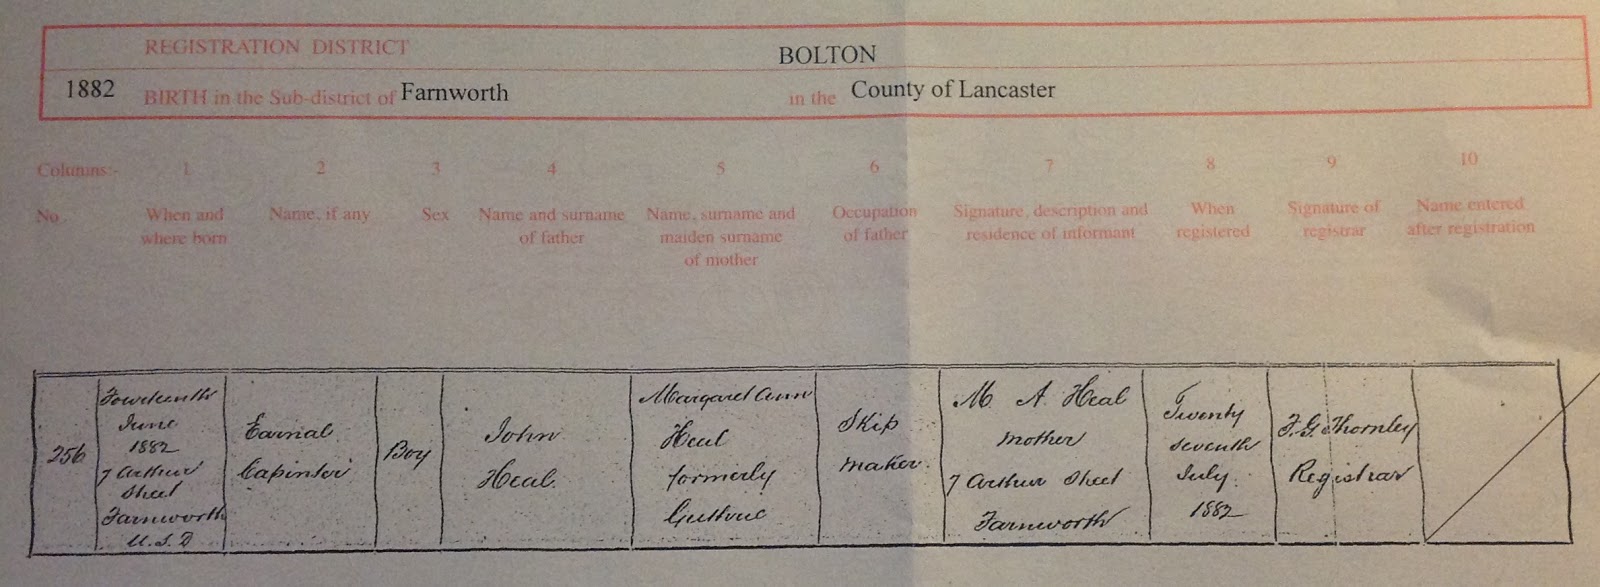 REGISTRATION DISTRICT BOLTON
1882 BIRTH in the Sub-district of Farnworth in the County of Lancaster
Columns:- 1 2 3 4 5 6 7 8 9 10
No.
When and
where born
Name, if any
Sex
Name and surname
of father
Name, surname and
maiden surname
of mother
Occupation
of father
Signature, description and
residence of informant
When
registered
Signature of
registrar
Name entered
after registration
256
Fourteenth
June
1882
7 Arthur
Street
Farnworth
U.S.D
Earnal
Capinter
Boy
John
Heal
Margaret Ann
Heal
formerly
Guthrie
Skip
maker
M. A Heal
mother
7 Arthur Street
Farnworth
Twenty
seventh
July
1882
F.G. Thornley
Registrar